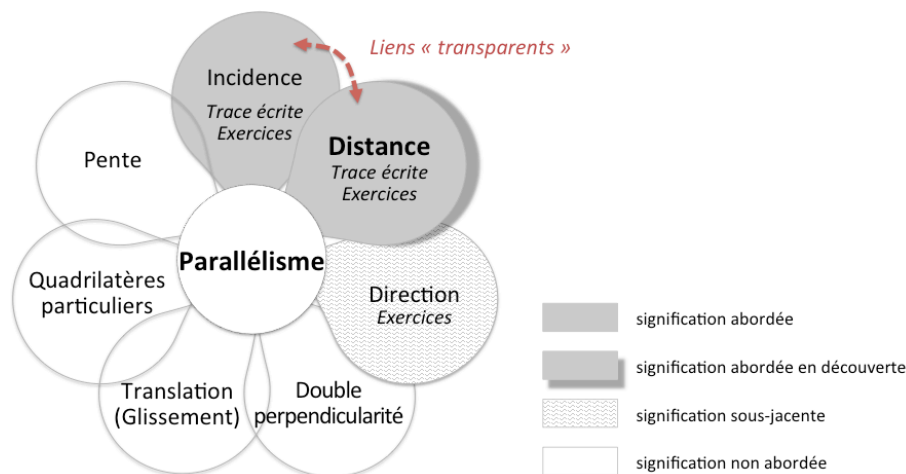 Liens « transparents »
Incidence
Trace écrite
Exercices
Distance
Trace écrite
Exercices
Pente
Parallélisme
Quadrilatères
particuliers
Direction
Exercices
Translation
(Glissement)
Double
perpendicularité
signification abordée
signification abordée en découverte
signification sous-jacente
signification non abordée